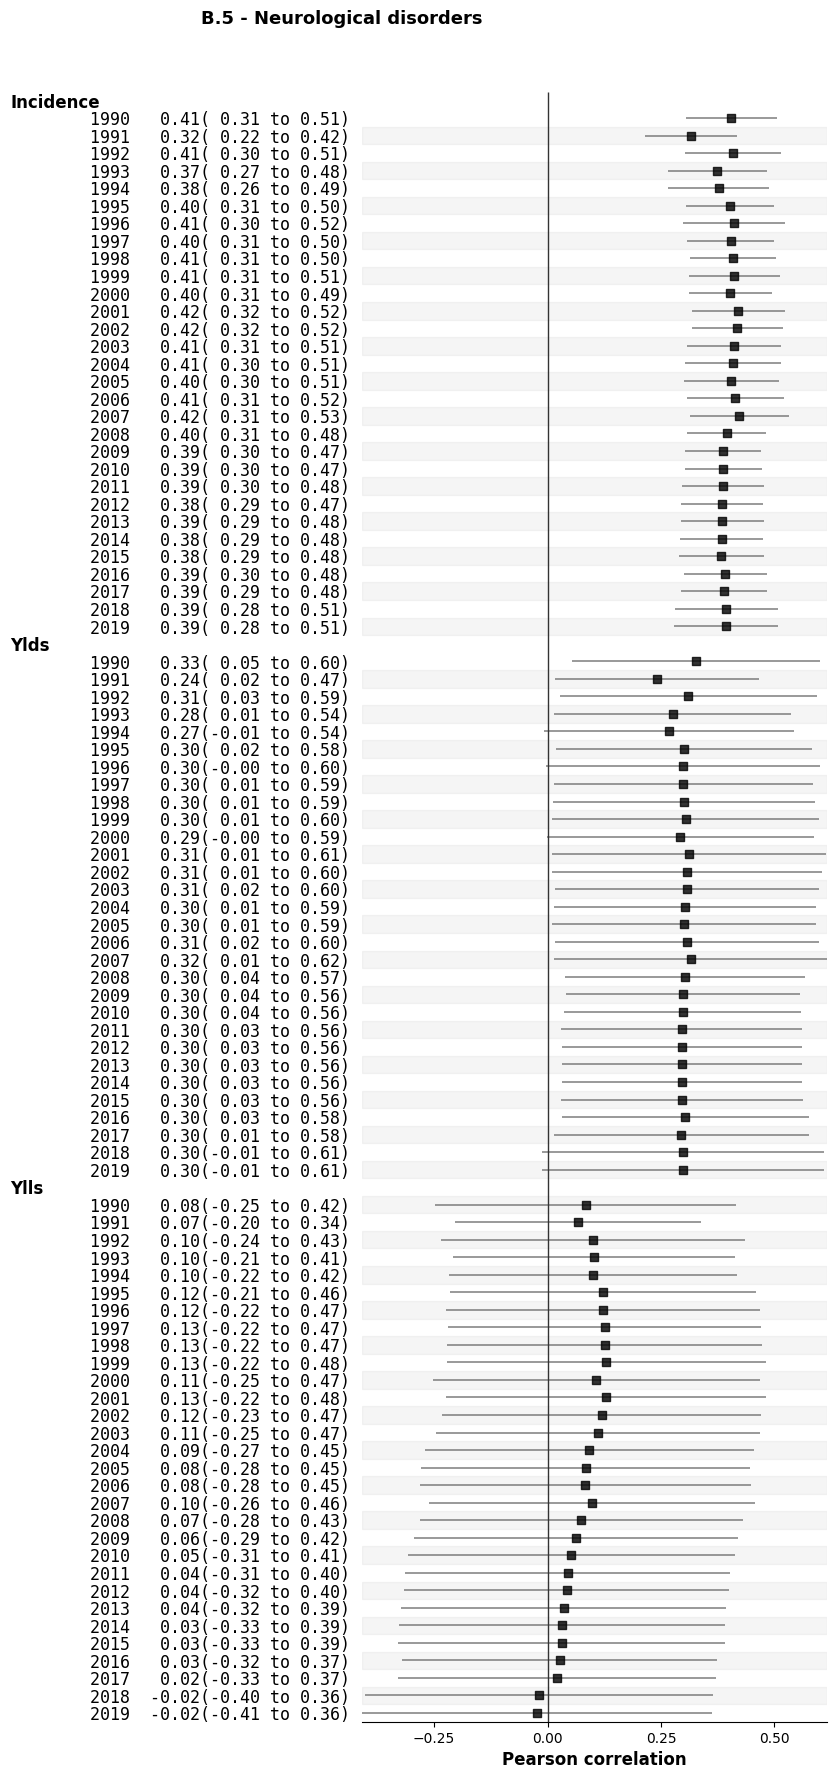 B.5 - Neurological disorders
Incidence
1990 0.41( 0.31 to 0.51)
1991 0.32( 0.22 to 0.42)
1992 0.41( 0.30 to 0.51)
1993 0.37( 0.27 to 0.48)
1994 0.38( 0.26 to 0.49)
1995 0.40( 0.31 to 0.50)
1996 0.41( 0.30 to 0.52)
1997 0.40( 0.31 to 0.50)
1998 0.41( 0.31 to 0.50)
1999 0.41( 0.31 to 0.51)
2000 0.40( 0.31 to 0.49)
2001 0.42( 0.32 to 0.52)
2002 0.42( 0.32 to 0.52)
2003 0.41( 0.31 to 0.51)
2004 0.41( 0.30 to 0.51)
2005 0.40( 0.30 to 0.51)
2006 0.41( 0.31 to 0.52)
2007 0.42( 0.31 to 0.53)
2008 0.40( 0.31 to 0.48)
2009 0.39( 0.30 to 0.47)
2010 0.39( 0.30 to 0.47)
2011 0.39( 0.30 to 0.48)
2012 0.38( 0.29 to 0.47)
2013 0.39( 0.29 to 0.48)
2014 0.38( 0.29 to 0.48)
2015 0.38( 0.29 to 0.48)
2016 0.39( 0.30 to 0.48)
2017 0.39( 0.29 to 0.48)
2018 0.39( 0.28 to 0.51)
2019 0.39( 0.28 to 0.51)
Ylds
1990 0.33( 0.05 to 0.60)
1991 0.24( 0.02 to 0.47)
1992 0.31( 0.03 to 0.59)
1993 0.28( 0.01 to 0.54)
1994 0.27(-0.01 to 0.54)
1995 0.30( 0.02 to 0.58)
1996 0.30(-0.00 to 0.60)
1997 0.30( 0.01 to 0.59)
1998 0.30( 0.01 to 0.59)
1999 0.30( 0.01 to 0.60)
2000 0.29(-0.00 to 0.59)
2001 0.31( 0.01 to 0.61)
2002 0.31( 0.01 to 0.60)
2003 0.31( 0.02 to 0.60)
2004 0.30( 0.01 to 0.59)
2005 0.30( 0.01 to 0.59)
2006 0.31( 0.02 to 0.60)
2007 0.32( 0.01 to 0.62)
2008 0.30( 0.04 to 0.57)
2009 0.30( 0.04 to 0.56)
2010 0.30( 0.04 to 0.56)
2011 0.30( 0.03 to 0.56)
2012 0.30( 0.03 to 0.56)
2013 0.30( 0.03 to 0.56)
2014 0.30( 0.03 to 0.56)
2015 0.30( 0.03 to 0.56)
2016 0.30( 0.03 to 0.58)
2017 0.30( 0.01 to 0.58)
2018 0.30(-0.01 to 0.61)
2019 0.30(-0.01 to 0.61)
Ylls
1990 0.08(-0.25 to 0.42)
1991 0.07(-0.20 to 0.34)
1992 0.10(-0.24 to 0.43)
1993 0.10(-0.21 to 0.41)
1994 0.10(-0.22 to 0.42)
1995 0.12(-0.21 to 0.46)
1996 0.12(-0.22 to 0.47)
1997 0.13(-0.22 to 0.47)
1998 0.13(-0.22 to 0.47)
1999 0.13(-0.22 to 0.48)
2000 0.11(-0.25 to 0.47)
2001 0.13(-0.22 to 0.48)
2002 0.12(-0.23 to 0.47)
2003 0.11(-0.25 to 0.47)
2004 0.09(-0.27 to 0.45)
2005 0.08(-0.28 to 0.45)
2006 0.08(-0.28 to 0.45)
2007 0.10(-0.26 to 0.46)
2008 0.07(-0.28 to 0.43)
2009 0.06(-0.29 to 0.42)
2010 0.05(-0.31 to 0.41)
2011 0.04(-0.31 to 0.40)
2012 0.04(-0.32 to 0.40)
2013 0.04(-0.32 to 0.39)
2014 0.03(-0.33 to 0.39)
2015 0.03(-0.33 to 0.39)
2016 0.03(-0.32 to 0.37)
2017 0.02(-0.33 to 0.37)
2018 -0.02(-0.40 to 0.36)
2019 -0.02(-0.41 to 0.36)
−0.25 0.00 0.25 0.50
Pearson correlation